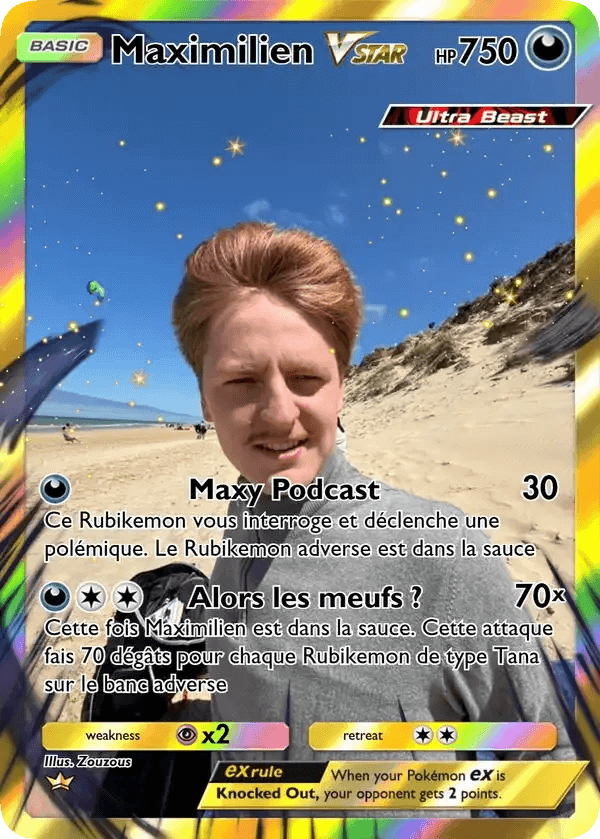 BASIC Maximilien VSTAR HP 750
Ultra Beast
Maxy Podcast 30
Ce Rubikemon vous interroge et déclenche une
polémique. Le Rubikemon adverse est dans la sauce
Alors les meufs ? 70x
Cette fois Maximilien est dans la sauce. Cette attaque
fais 70 dégâts pour chaque Rubikemon de type Tana
sur le banc adverse
weakness x2 retreat
Illus. Zouzous
ex rule When your Pokémon ex is
Knocked Out, your opponent gets 2 points.